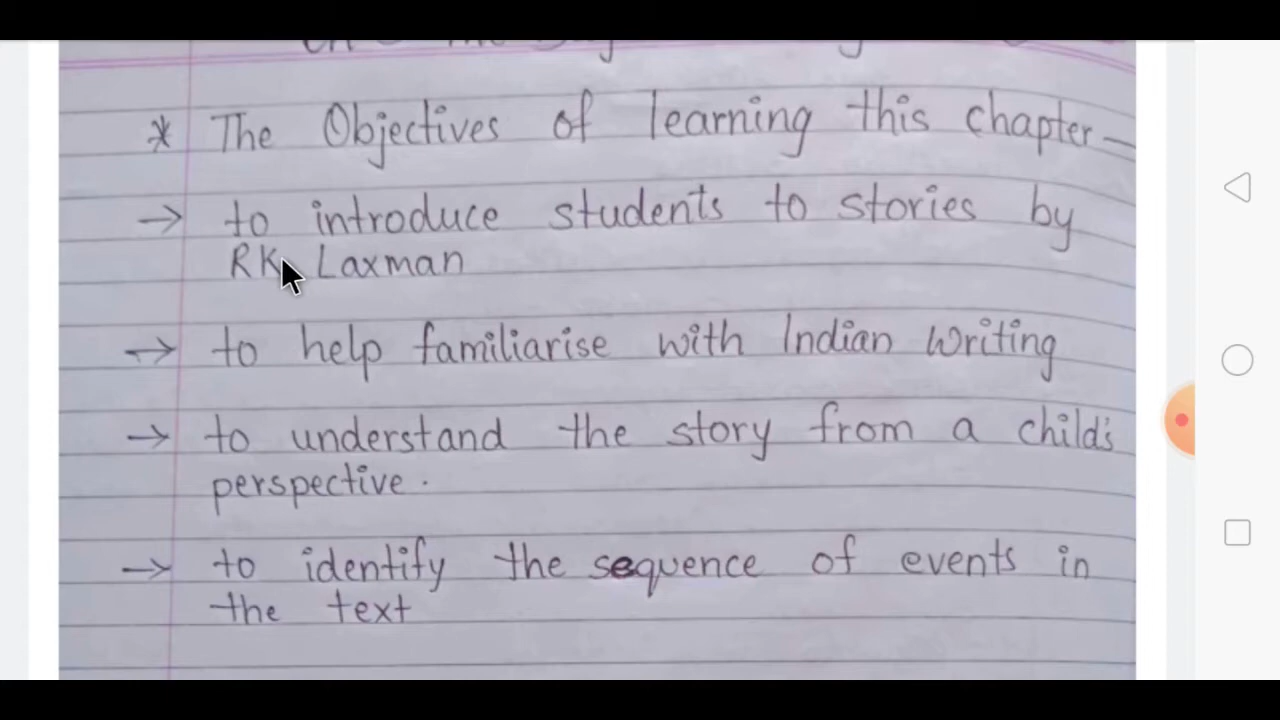 * The Objectives of learning this chapter -
→ to introduce students to stories by
RK Laxman
→ to help familiarise with Indian Writing
→ to understand the story from a child's
perspective.
→ to identify the sequence of events in
the text